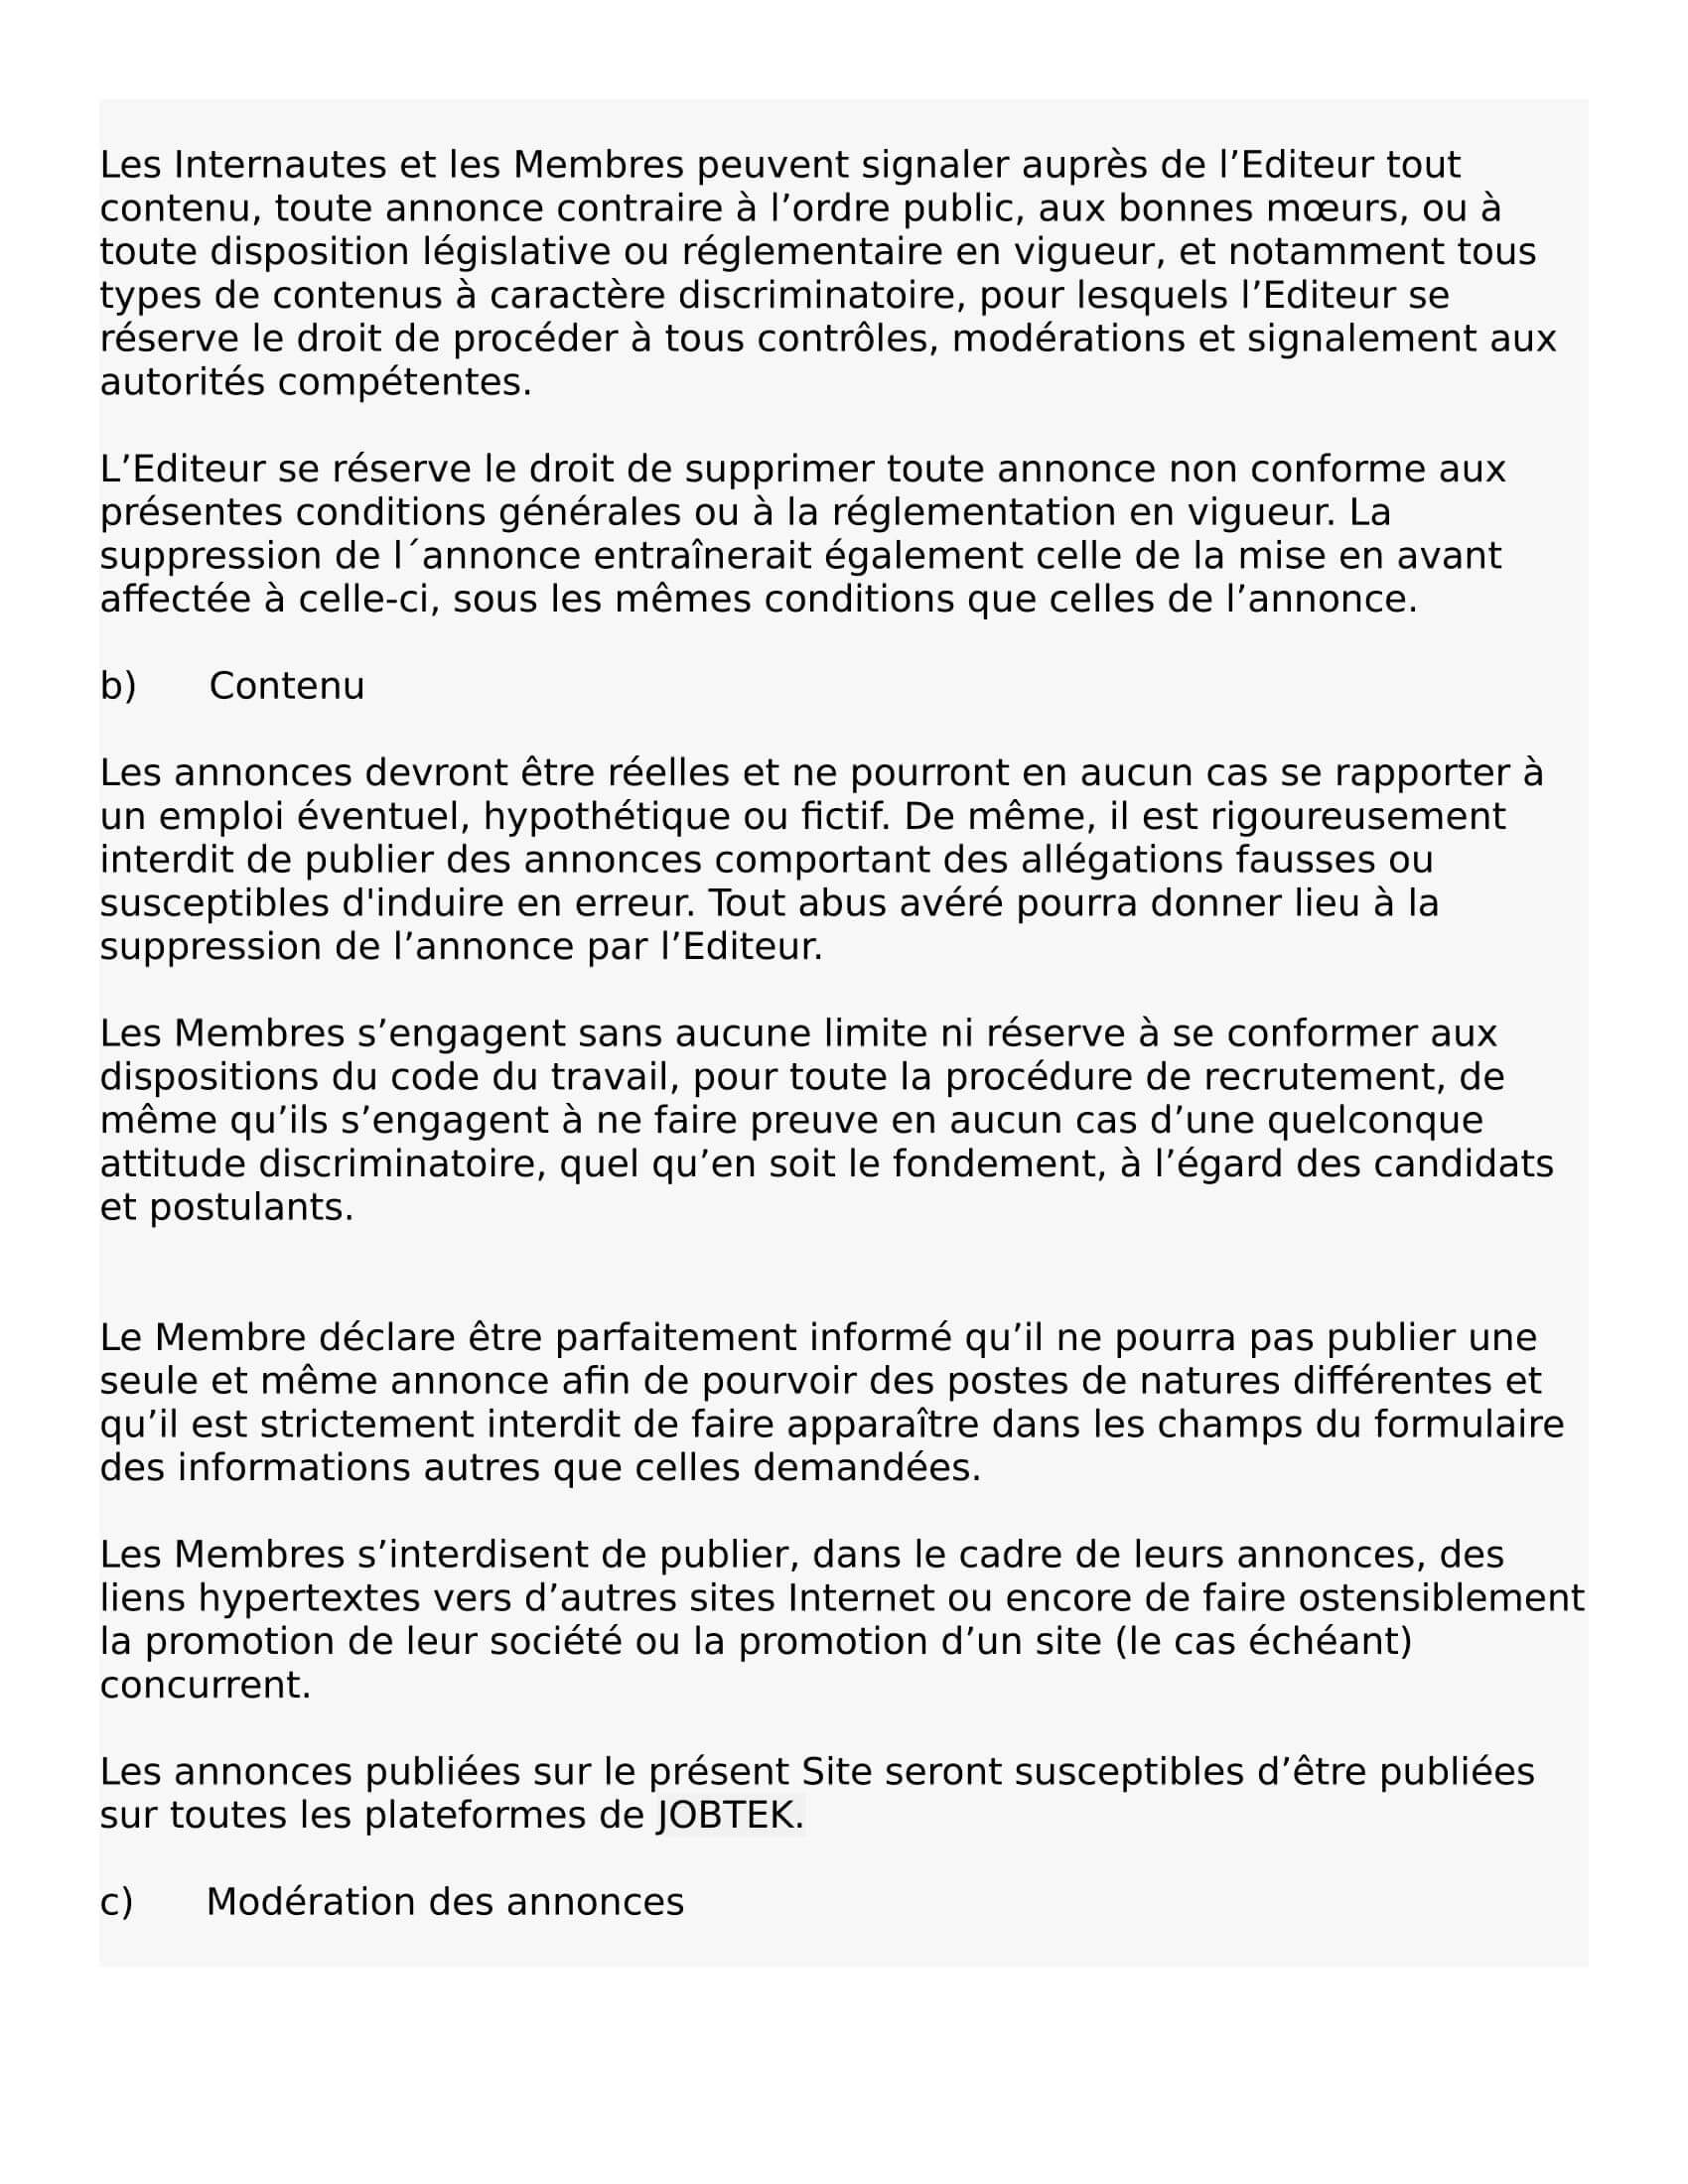 Les Internautes et les Membres peuvent signaler auprès de l’Editeur tout
contenu, toute annonce contraire à l’ordre public, aux bonnes mœurs, ou à
toute disposition législative ou réglementaire en vigueur, et notamment tous
types de contenus à caractère discriminatoire, pour lesquels l’Editeur se
réserve le droit de procéder à tous contrôles, modérations et signalement aux
autorités compétentes.
L’Editeur se réserve le droit de supprimer toute annonce non conforme aux
présentes conditions générales ou à la réglementation en vigueur. La
suppression de l´annonce entraînerait également celle de la mise en avant
affectée à celle-ci, sous les mêmes conditions que celles de l’annonce.
b) Contenu
Les annonces devront être réelles et ne pourront en aucun cas se rapporter à
un emploi éventuel, hypothétique ou fictif. De même, il est rigoureusement
interdit de publier des annonces comportant des allégations fausses ou
susceptibles d'induire en erreur. Tout abus avéré pourra donner lieu à la
suppression de l’annonce par l’Editeur.
Les Membres s’engagent sans aucune limite ni réserve à se conformer aux
dispositions du code du travail, pour toute la procédure de recrutement, de
même qu’ils s’engagent à ne faire preuve en aucun cas d’une quelconque
attitude discriminatoire, quel qu’en soit le fondement, à l’égard des candidats
et postulants.
Le Membre déclare être parfaitement informé qu’il ne pourra pas publier une
seule et même annonce afin de pourvoir des postes de natures différentes et
qu’il est strictement interdit de faire apparaître dans les champs du formulaire
des informations autres que celles demandées.
Les Membres s’interdisent de publier, dans le cadre de leurs annonces, des
liens hypertextes vers d’autres sites Internet ou encore de faire ostensiblement
la promotion de leur société ou la promotion d’un site (le cas échéant)
concurrent.
Les annonces publiées sur le présent Site seront susceptibles d’être publiées
sur toutes les plateformes de JOBTEK.
c) Modération des annonces